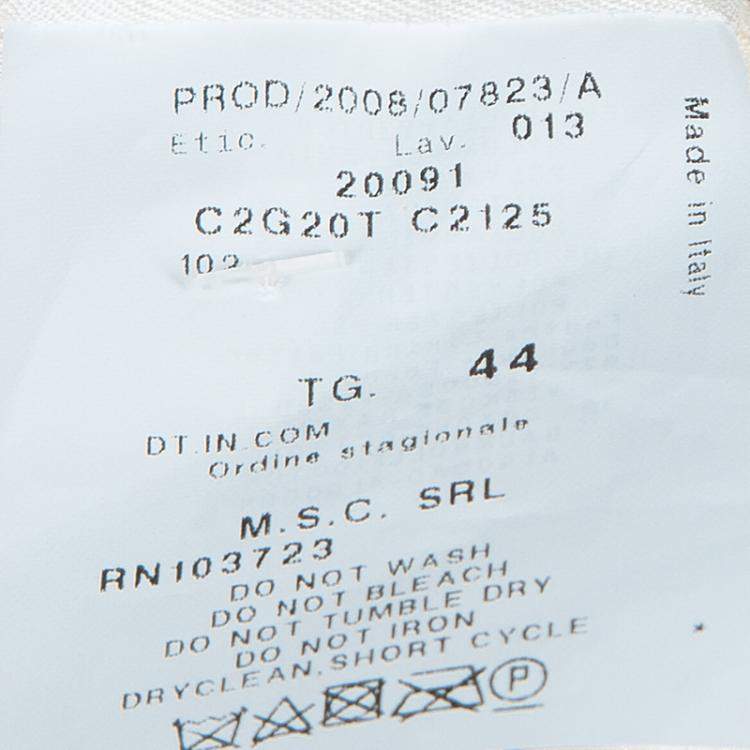 PROD/2008/07823/A
Etic. Lav. 013
20091
C2G20T C2125
109
TG. 44
DT.IN.COM
Ordine stagionale
M.S.C. SRL
RN103723
DO NOT WASH
DO NOT BLEACH
DO NOT TUMBLE DRY
DO NOT IRON
DRYCLEAN.SHORT CYCLE
P
Made in Italy